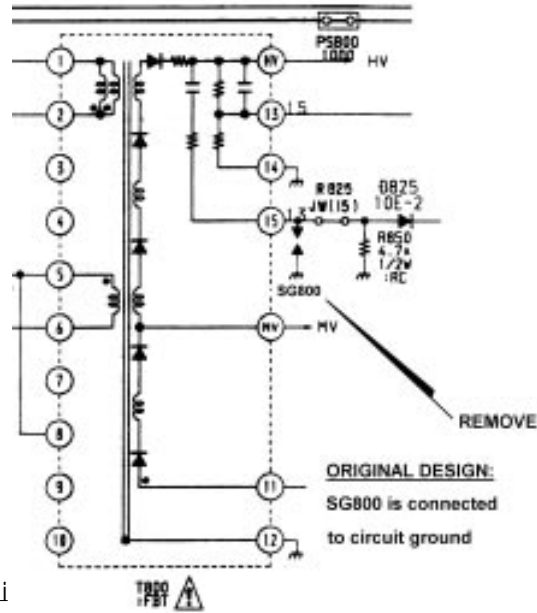 PS800
1000
1
HV
HV
2
13
L5
3
14
4
15
L3
R825
JW(15)
D825
10E-2
R850
4.7k
1/2W
:RC
SG800
5
6
MV
MV
REMOVE
7
8
9
11
ORIGINAL DESIGN:
SG800 is connected
10
12
to circuit ground
i
T800
:FBT